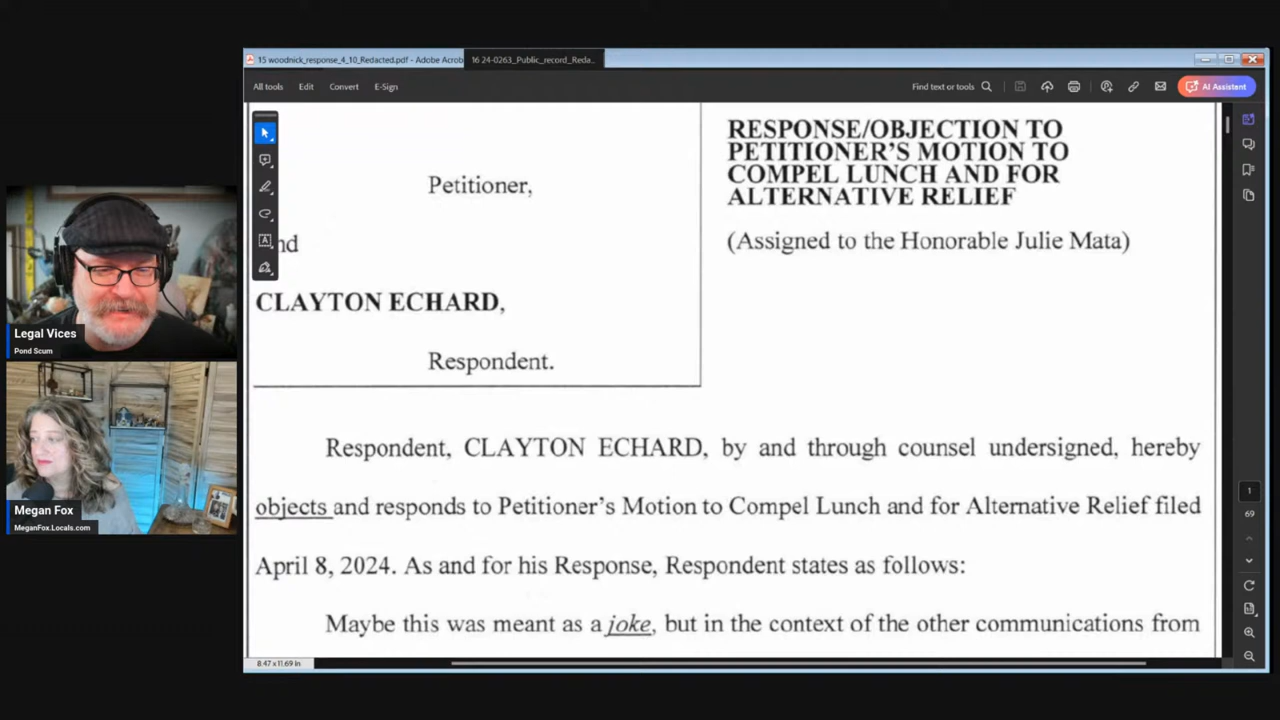 15 woodnick_response_4_10_Redacted.pdf - Adobe Acrob
16 24-0263_Public_record_Reda...
All tools
Edit
Convert
E-Sign
Find text or tools
AI Assistant
RESPONSE/OBJECTION TO
PETITIONER'S MOTION TO
COMPEL LUNCH AND FOR
ALTERNATIVE RELIEF
Petitioner,
(Assigned to the Honorable Julie Mata)
nd
CLAYTON ECHARD,
Respondent.
Respondent, CLAYTON ECHARD, by and through counsel undersigned, hereby
objects and responds to Petitioner's Motion to Compel Lunch and for Alternative Relief filed
April 8, 2024. As and for his Response, Respondent states as follows:
Maybe this was meant as a joke, but in the context of the other communications from
8.47 x 11.69 in
1
69
Legal Vices
Pond Scum
Megan Fox
MeganFox.Locals.com